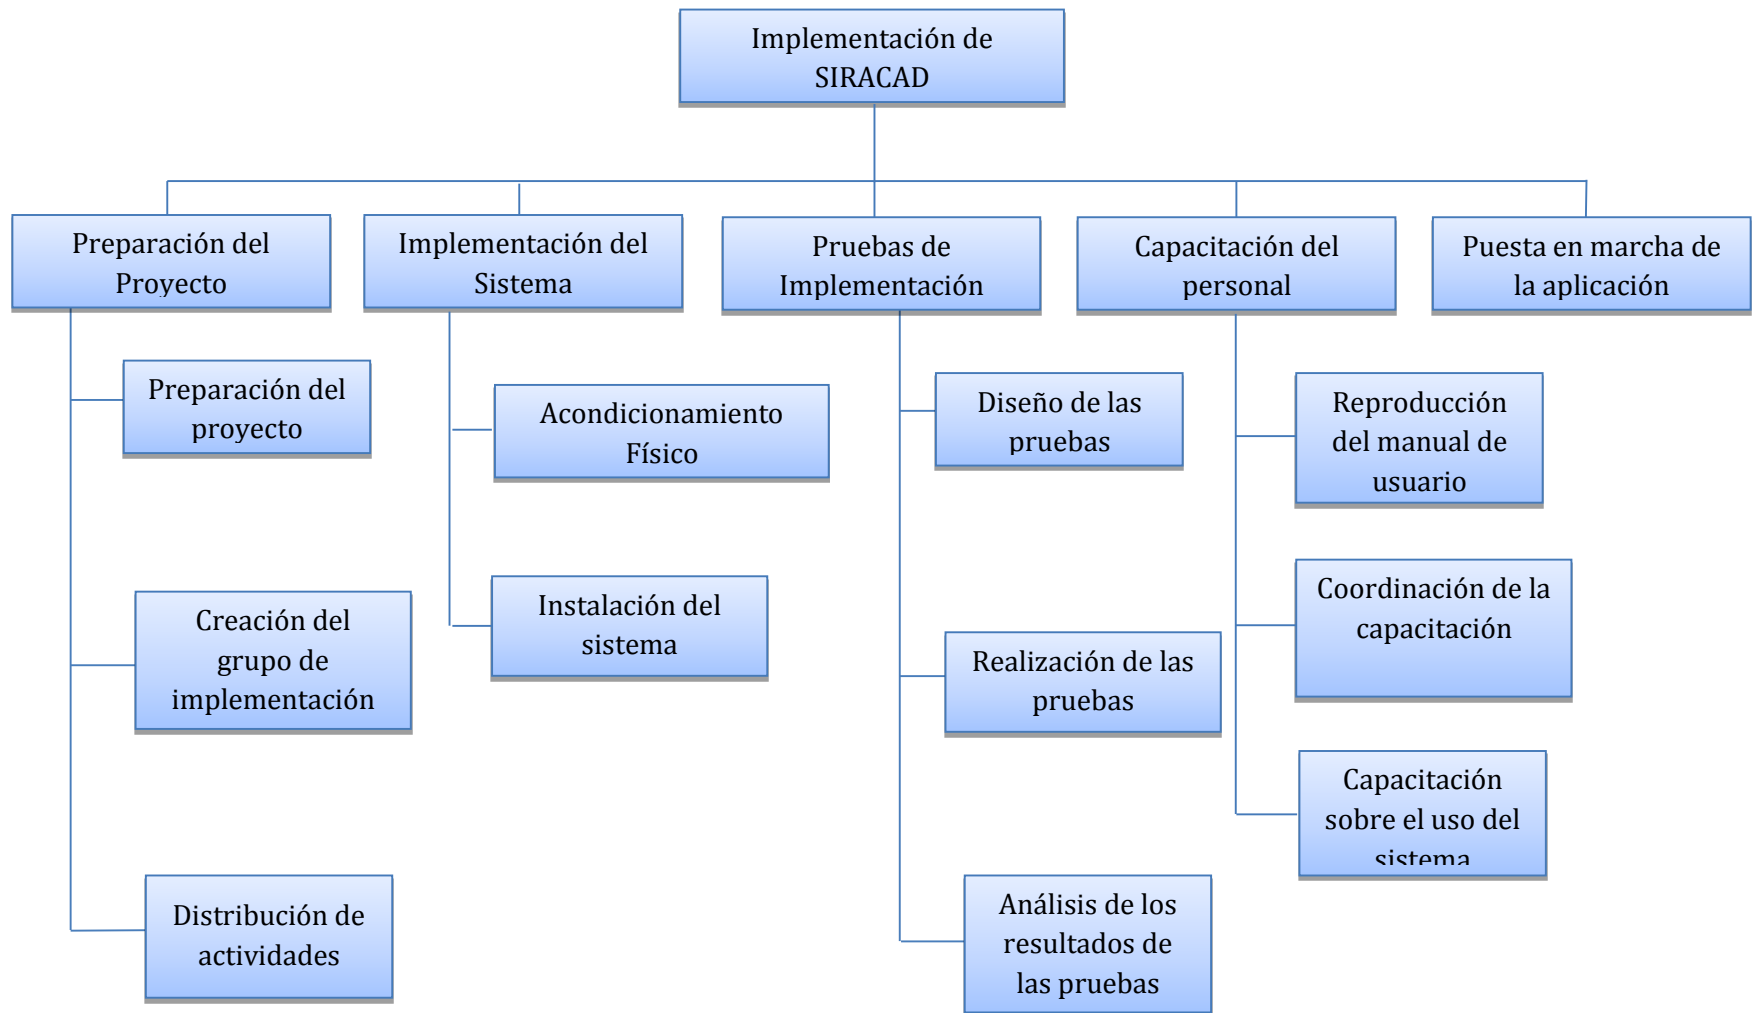 Implementación de
SIRACAD
Preparación del
Proyecto
Implementación del
Sistema
Pruebas de
Implementación
Capacitación del
personal
Puesta en marcha de
la aplicación
Preparación del
proyecto
Creación del
grupo de
implementación
Distribución de
actividades
Acondicionamiento
Físico
Instalación del
sistema
Diseño de las
pruebas
Realización de las
pruebas
Análisis de los
resultados de
las pruebas
Reproducción
del manual de
usuario
Coordinación de la
capacitación
Capacitación
sobre el uso del
sistema